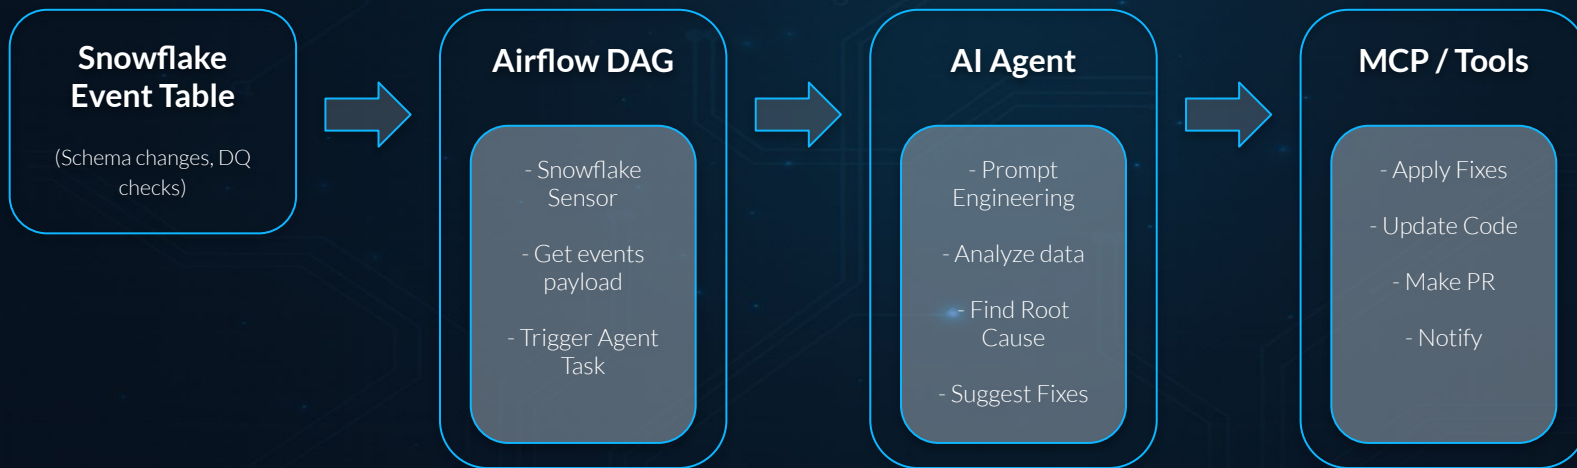 Snowflake
Event Table
(Schema changes, DQ
checks)
Airflow DAG
- Snowflake
Sensor
- Get events
payload
- Trigger Agent
Task
AI Agent
- Prompt
Engineering
- Analyze data
- Find Root
Cause
- Suggest Fixes
MCP / Tools
- Apply Fixes
- Update Code
- Make PR
- Notify